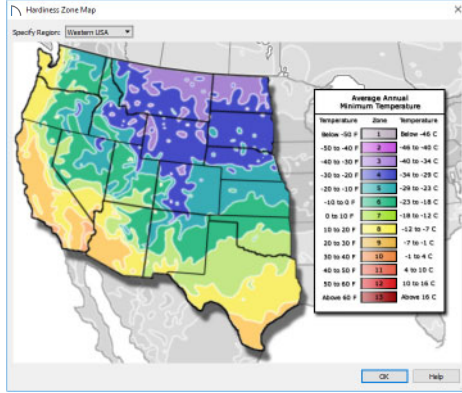 Hardiness Zone Map
Specify Region: Western USA
Average Annual
Minimum Temperature
Temperature Zone Temperature
Below -50 F 1 Below -46 C
-50 to -40 F 2 -46 to -40 C
-40 to -30 F 3 -40 to -34 C
-30 to -20 F 4 -34 to -29 C
-20 to -10 F 5 -29 to -23 C
-10 to 0 F 6 -23 to -18 C
0 to 10 F 7 -18 to -12 C
10 to 20 F 8 -12 to -7 C
20 to 30 F 9 -7 to -1 C
30 to 40 F 10 -1 to 4 C
40 to 50 F 11 4 to 10 C
50 to 60 F 12 10 to 16 C
Above 60 F 13 Above 16 C
OK Help